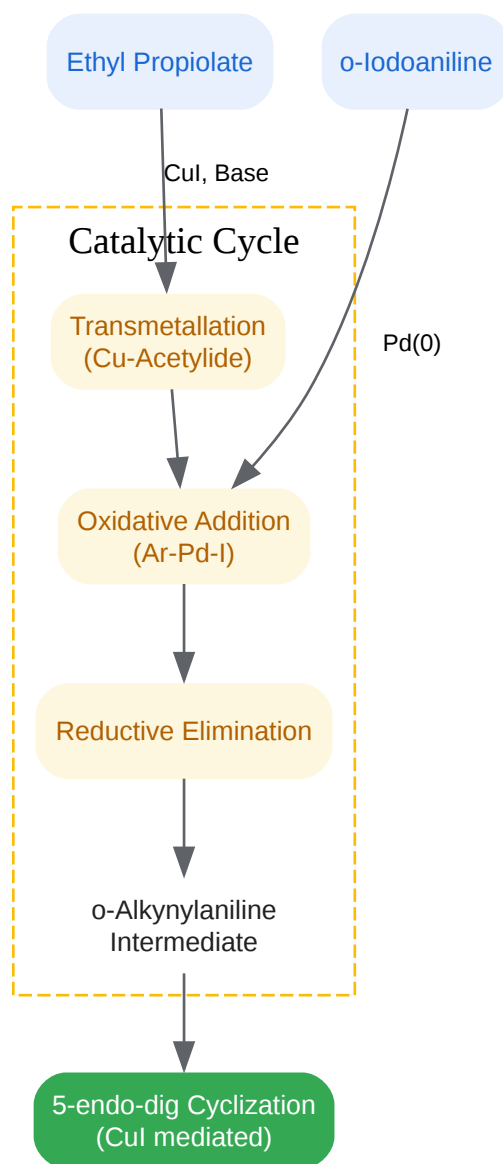 Ethyl Propiolate
o-Iodoaniline
CuI, Base
Catalytic Cycle
Transmetallation
(Cu-Acetylide)
Pd(0)
Oxidative Addition
(Ar-Pd-I)
Reductive Elimination
o-Alkynylaniline
Intermediate
5-endo-dig Cyclization
(CuI mediated)